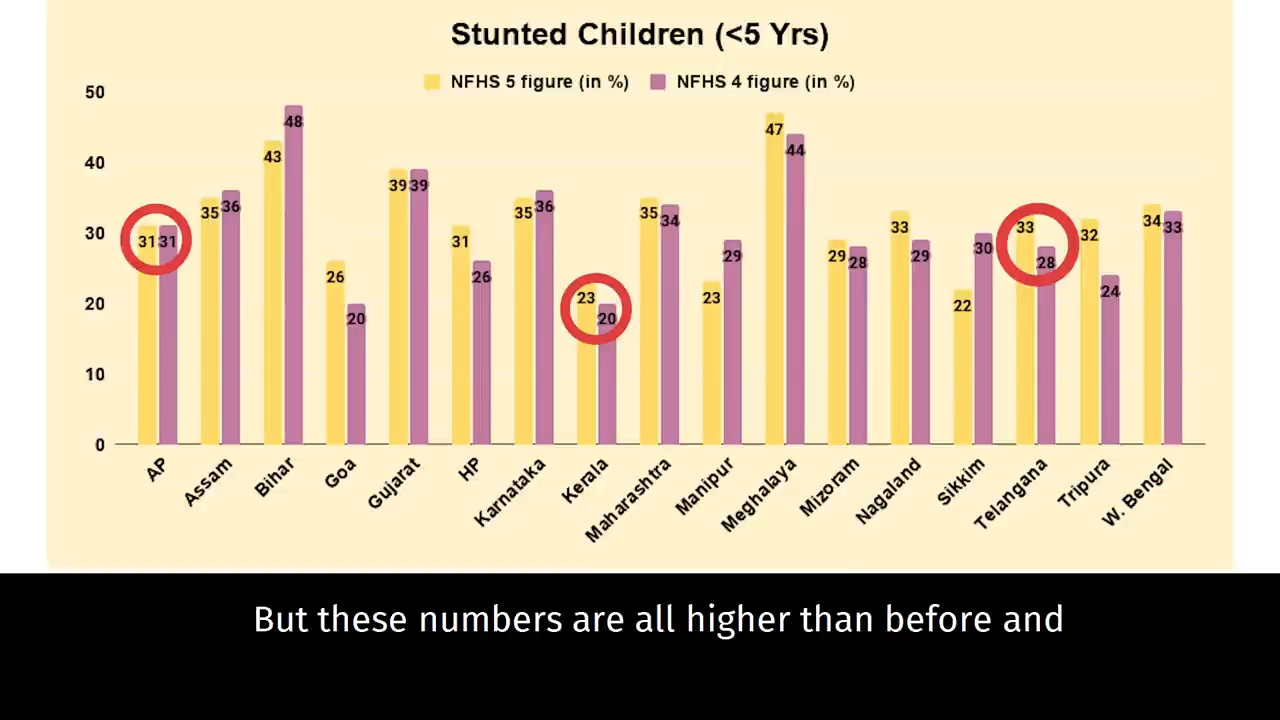 Stunted Children (<5 Yrs)
NFHS 5 figure (in %) NFHS 4 figure (in %)
50
40
30
20
10
0
31 31
35 36
43 48
26 20
39 39
31 26
35 36
23 20
35 34
23 29
47 44
29 28
33 29
22 30
33 28
32 24
34 33
AP
Assam
Bihar
Goa
Gujarat
HP
Karnataka
Kerala
Maharashtra
Manipur
Meghalaya
Mizoram
Nagaland
Sikkim
Telangana
Tripura
W. Bengal
But these numbers are all higher than before and